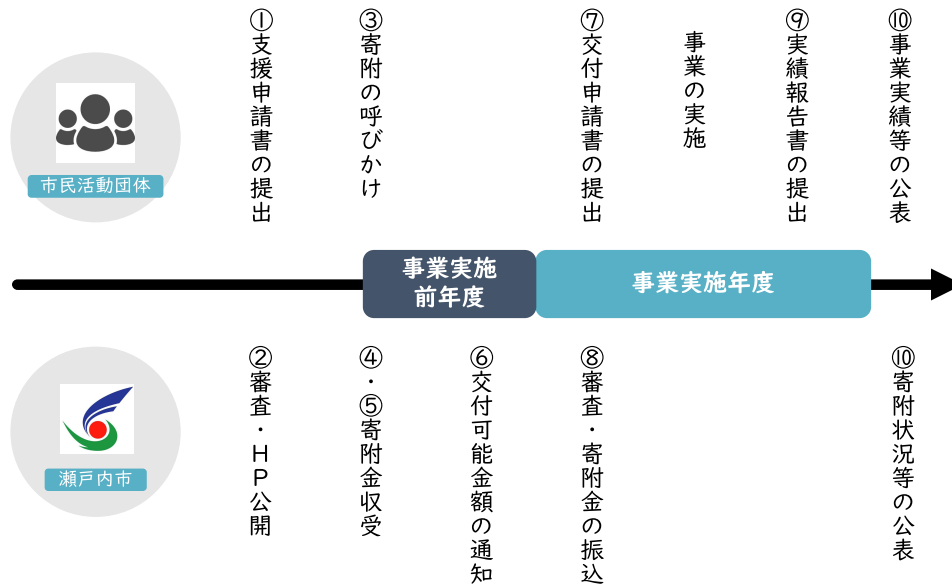 ①支援申請書の提出
③寄附の呼びかけ
⑦交付申請書の提出
事業の実施
⑨実績報告書の提出
⑩事業実績等の公表
市民活動団体
事業実施
前年度
事業実施年度
②審査・HP公開
④・⑤寄附金収受
⑥交付可能金額の通知
⑧審査・寄附金の振込
⑩寄附状況等の公表
瀬戸内市